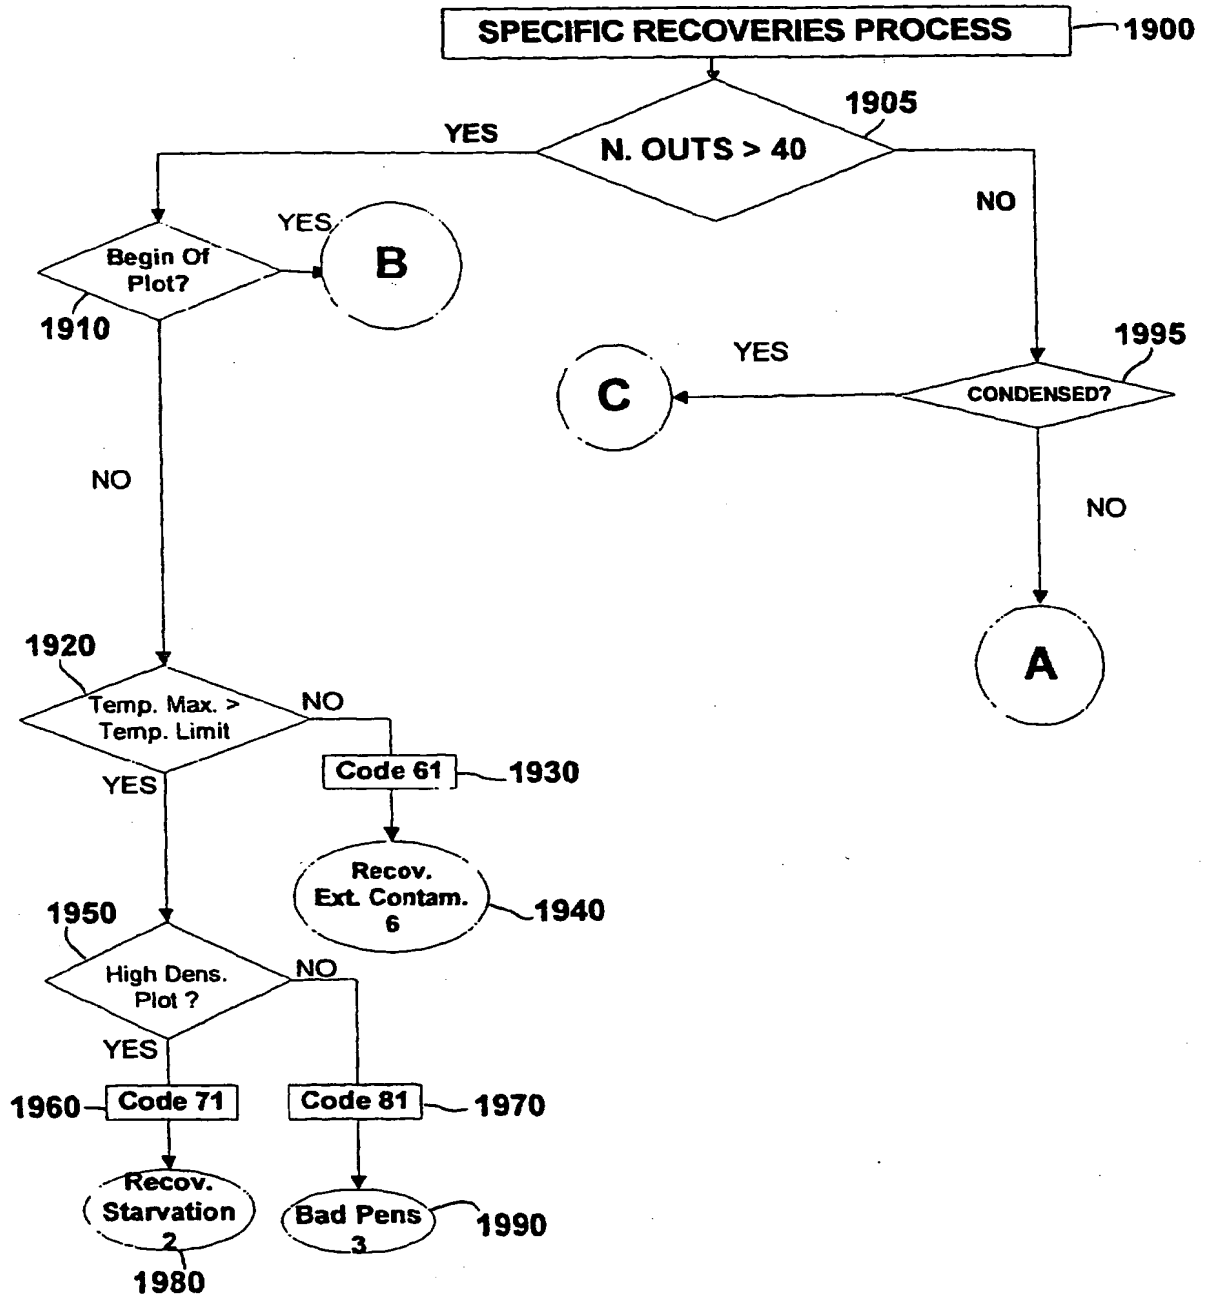 SPECIFIC RECOVERIES PROCESS
1900
1905
N. OUTS > 40
YES
NO
Begin Of
Plot?
1910
YES
B
NO
1995
CONDENSED?
YES
C
NO
A
1920
Temp. Max. >
Temp. Limit
NO
YES
Code 61
1930
Recov.
Ext. Contam.
6
1940
1950
High Dens.
Plot ?
NO
YES
1960
Code 71
Code 81
1970
Recov.
Starvation
2
1980
Bad Pens
3
1990